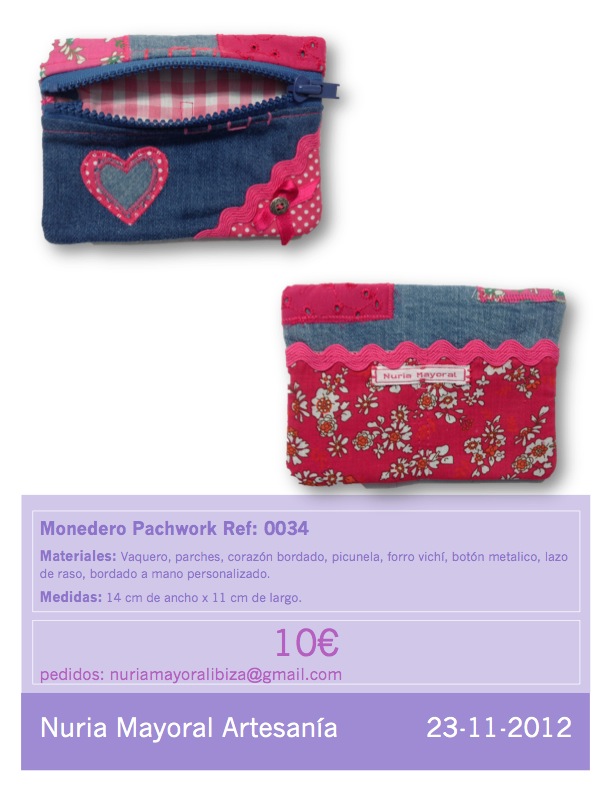 Nuria Mayoral
Monedero Pachwork Ref: 0034
Materiales: Vaquero, parches, corazón bordado, picunela, forro vichí, botón metalico, lazo
de raso, bordado a mano personalizado.
Medidas: 14 cm de ancho x 11 cm de largo.
10€
pedidos: nuriamayoralibiza@gmail.com
Nuria Mayoral Artesanía 23-11-2012